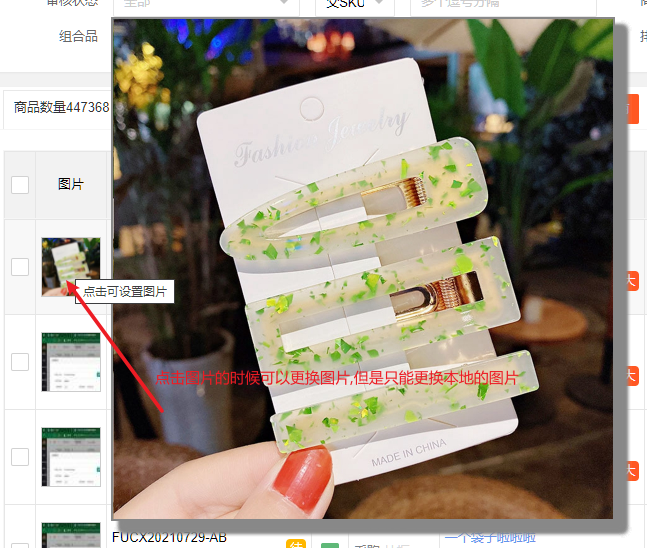 审核状态 全部 父SKU 多个逗号分隔
组合品
商品数量447368
图片
Fashion Jewelry
点击可设置图片
点击图片的时候可以更换图片,但是只能更换本地的图片
MADE IN CHINA
FUCX20210729-AB
一个袋子啦啦啦
采购